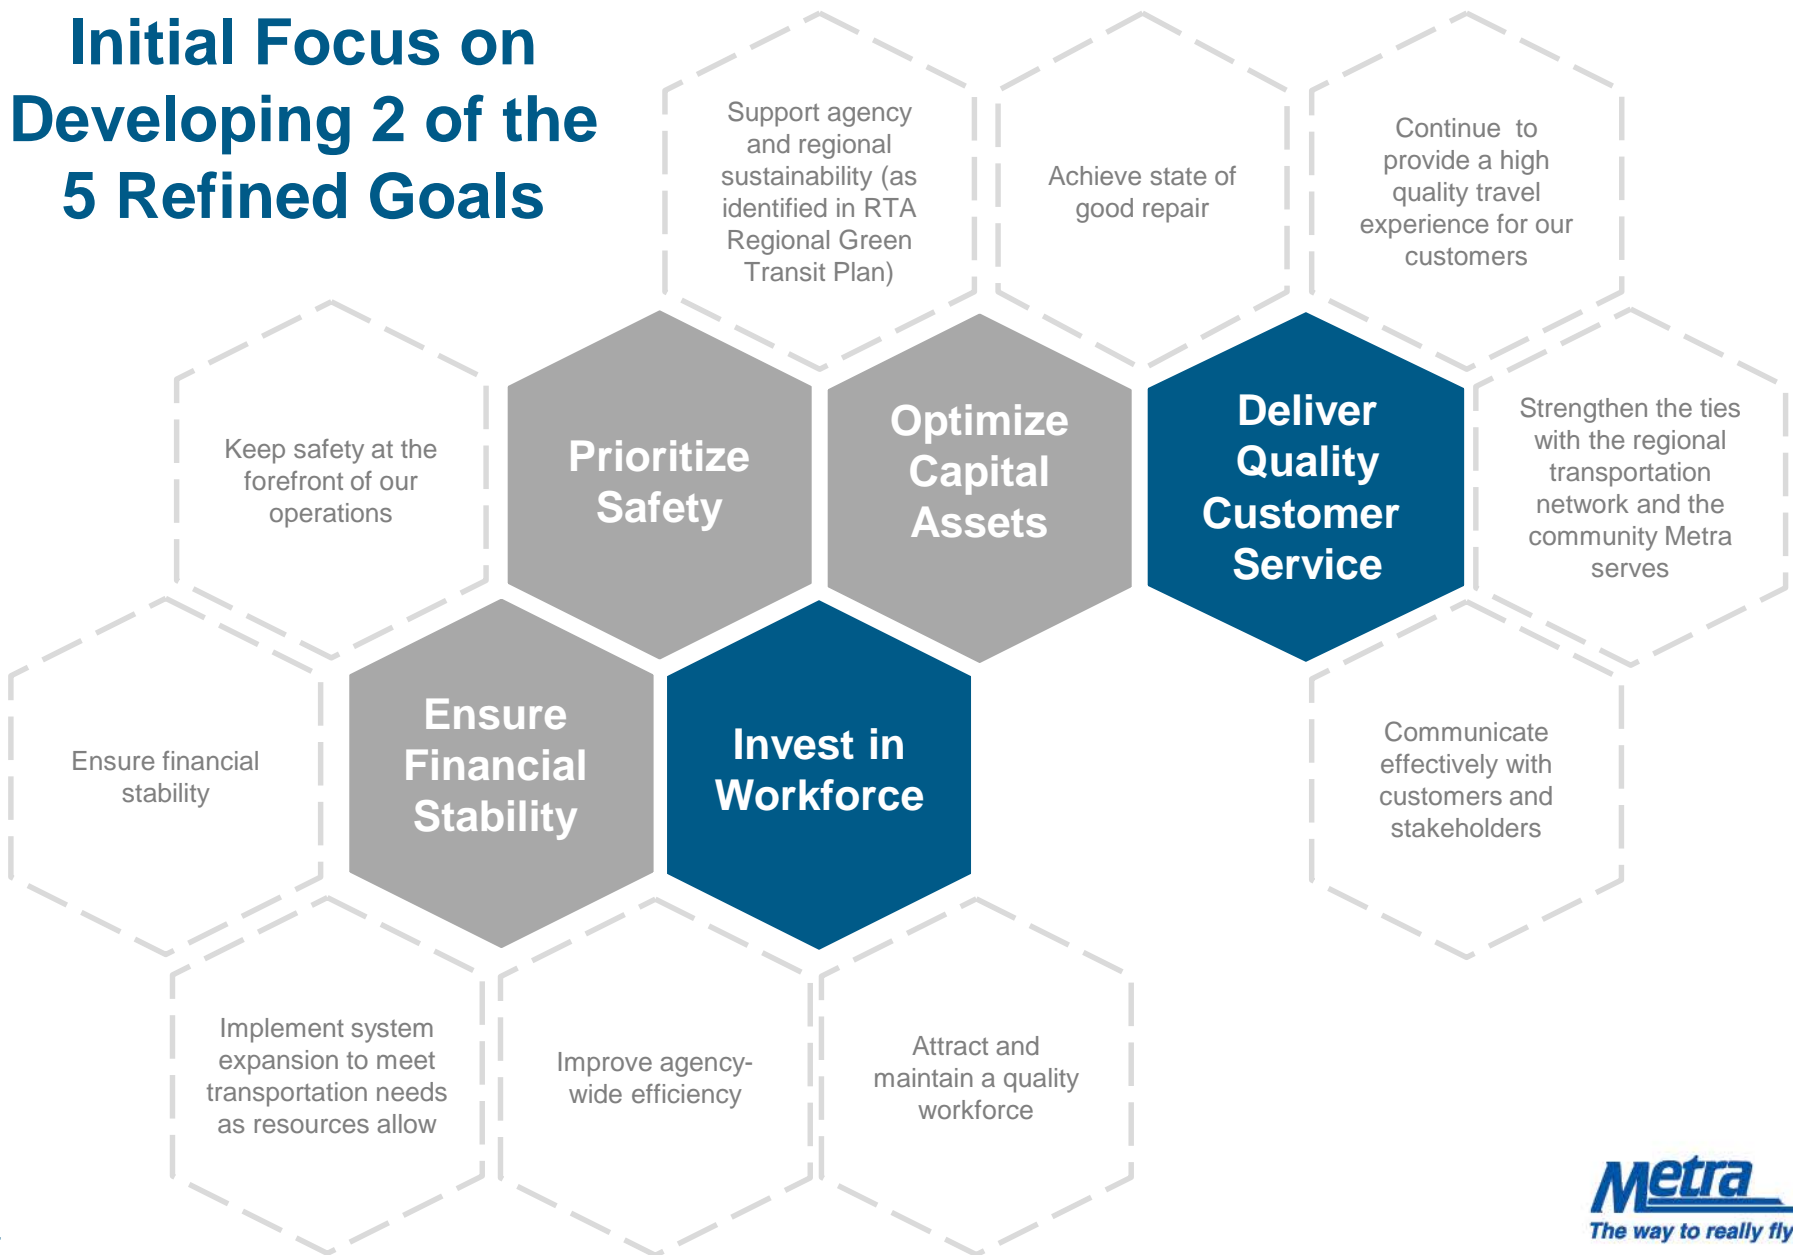 Initial Focus on
Developing 2 of the
5 Refined Goals
Support agency
and regional
sustainability (as
identified in RTA
Regional Green
Transit Plan)
Achieve state of
good repair
Continue to
provide a high
quality travel
experience for our
customers
Keep safety at the
forefront of our
operations
Prioritize
Safety
Optimize
Capital
Assets
Deliver
Quality
Customer
Service
Strengthen the ties
with the regional
transportation
network and the
community Metra
serves
Ensure financial
stability
Ensure
Financial
Stability
Invest in
Workforce
Communicate
effectively with
customers and
stakeholders
Implement system
expansion to meet
transportation needs
as resources allow
Improve agency-
wide efficiency
Attract and
maintain a quality
workforce
Metra
The way to really fly